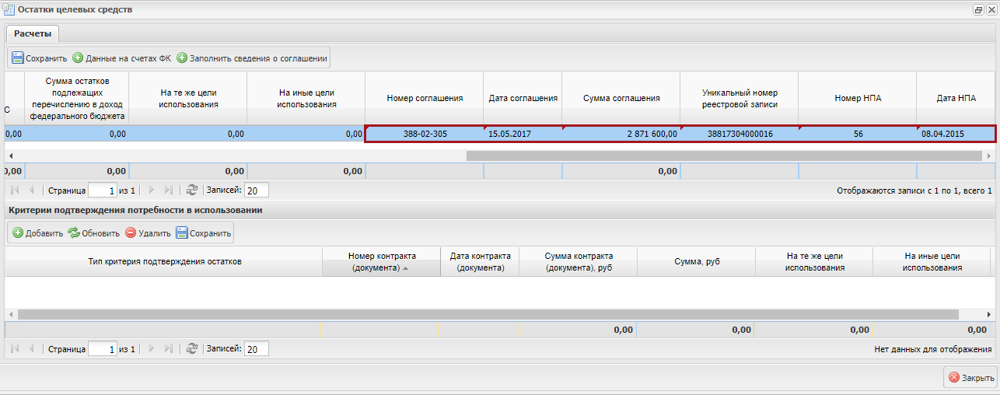 Остатки целевых средств
Расчеты
Сохранить Данные на счетах ФК Заполнить сведения о соглашении
С
Сумма остатков
подлежащих
перечислению в доход
федерального бюджета
На те же цели
использования
На иные цели
использования
Номер соглашения
Дата соглашения
Сумма соглашения
Уникальный номер
реестровой записи
Номер НПА
Дата НПА
0,00 0,00 0,00 0,00 388-02-305 15.05.2017 2 871 600,00 38817304000016 56 08.04.2015
0,00 0,00 0,00 0,00 0,00
Страница 1 из 1 Записей: 20 Отображаются записи с 1 по 1, всего 1
Критерии подтверждения потребности в использовании
Добавить Обновить Удалить Сохранить
Тип критерия подтверждения остатков
Номер контракта
(документа)
Дата контракта
(документа)
Сумма контракта
(документа), руб
Сумма, руб
На те же цели
использования
На иные цели
использования
0,00 0,00 0,00 0,00
Страница 1 из 1 Записей: 20 Нет данных для отображения
Закрыть